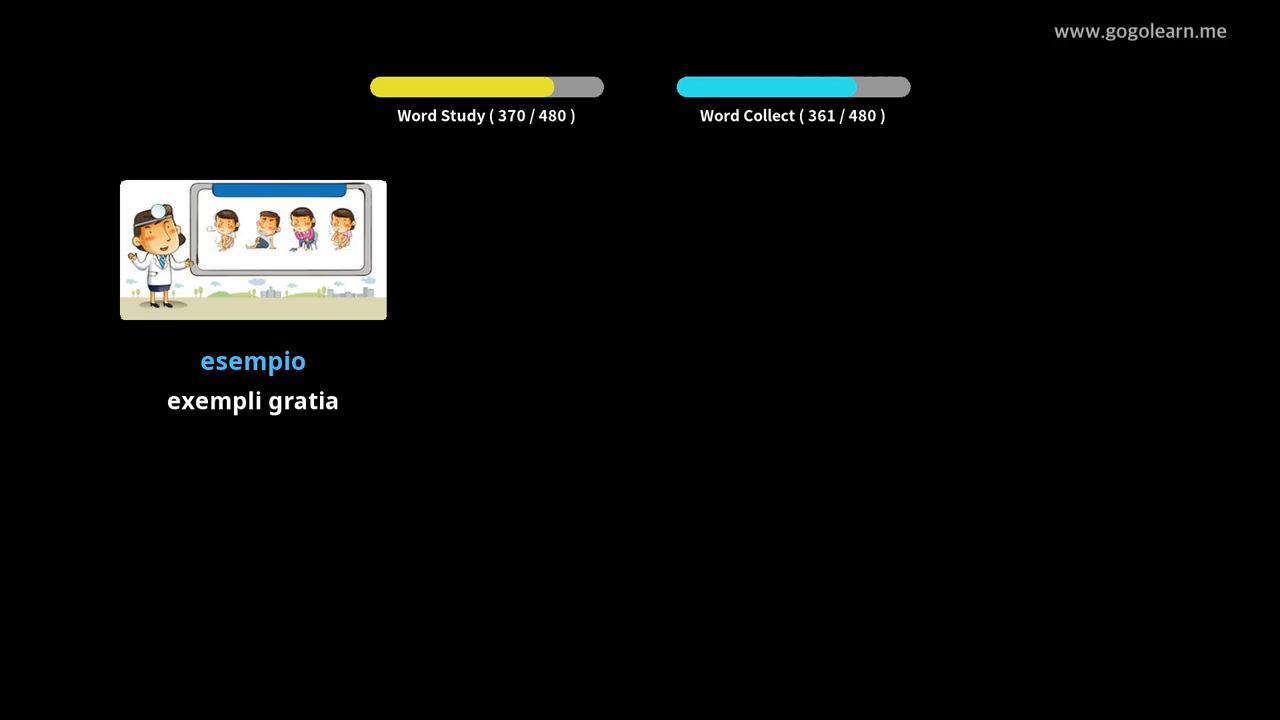 www.gogolearn.me
Word Study ( 370 / 480 )
Word Collect ( 361 / 480 )
esempio
exempli gratia